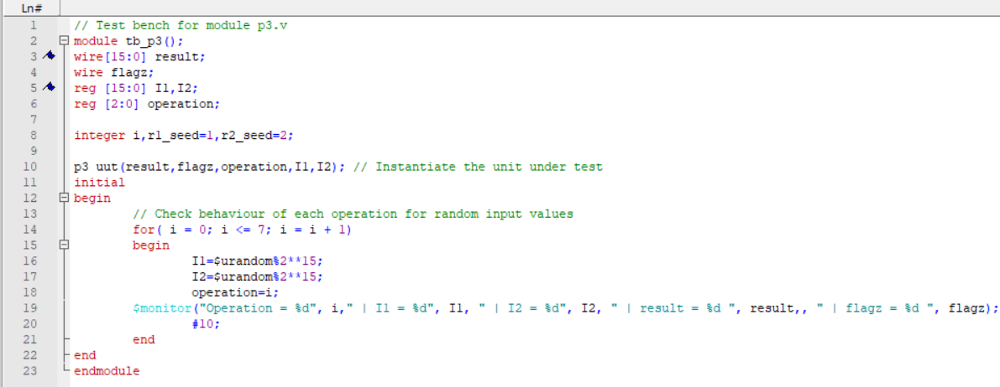 Ln#
1 // Test bench for module p3.v
2 module tb_p3();
3 wire[15:0] result;
4 wire flagz;
5 reg [15:0] I1,I2;
6 reg [2:0] operation;
7
8 integer i,r1_seed=1,r2_seed=2;
9
10 p3 uut(result,flagz,operation,I1,I2); // Instantiate the unit under test
11 initial
12 begin
13 // Check behaviour of each operation for random input values
14 for( i = 0; i <= 7; i = i + 1)
15 begin
16 I1=$urandom%2**15;
17 I2=$urandom%2**15;
18 operation=i;
19 $monitor("Operation = %d", i," | I1 = %d", I1, " | I2 = %d", I2, " | result = %d ", result,, " | flagz = %d ", flagz);
20 #10;
21 end
22 end
23 endmodule